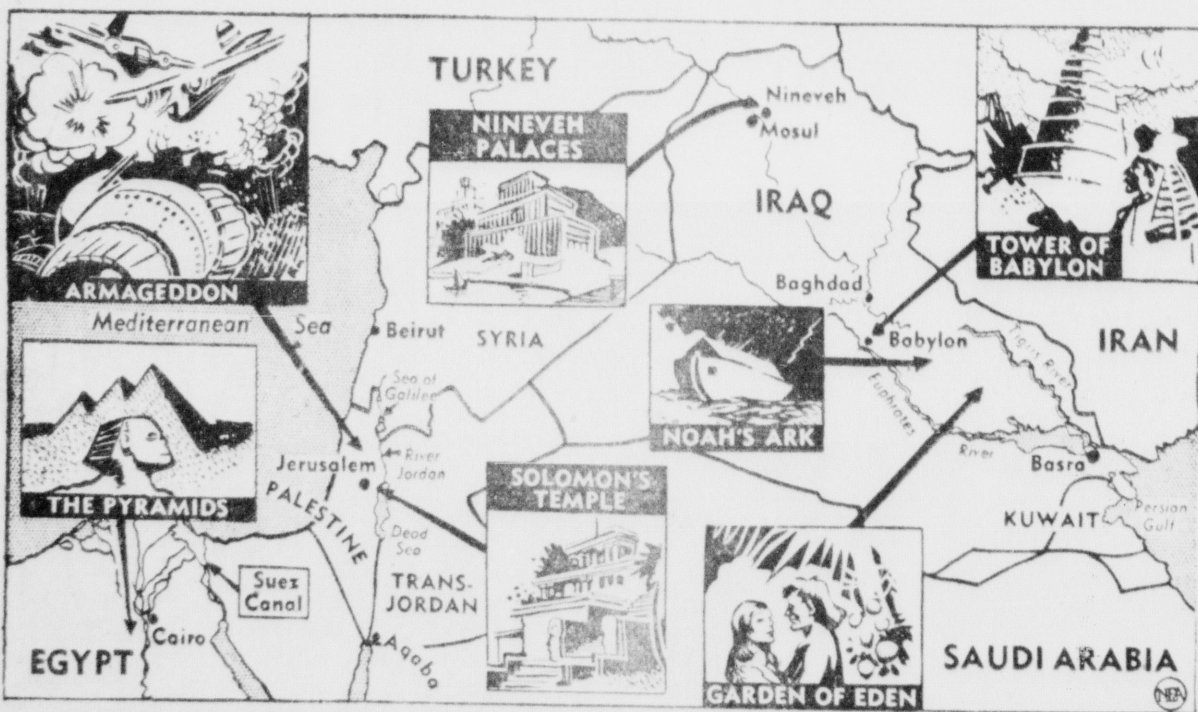 TURKEY
NINEVEH
PALACES
Nineveh
Mosul
IRAQ
TOWER OF
BABYLON
ARMAGEDDON
Mediterranean Sea
Beirut
SYRIA
Baghdad
Babylon
IRAN
Tigris River
Euphrates
River
NOAH'S ARK
Sea of
Galilee
THE PYRAMIDS
Jerusalem
River
Jordan
PALESTINE
Dead
Sea
SOLOMON'S
TEMPLE
Basra
KUWAIT
Persian
Gulf
Suez
Canal
TRANS-
JORDAN
Cairo
EGYPT
Aqaba
GARDEN OF EDEN
SAUDI ARABIA
NEA